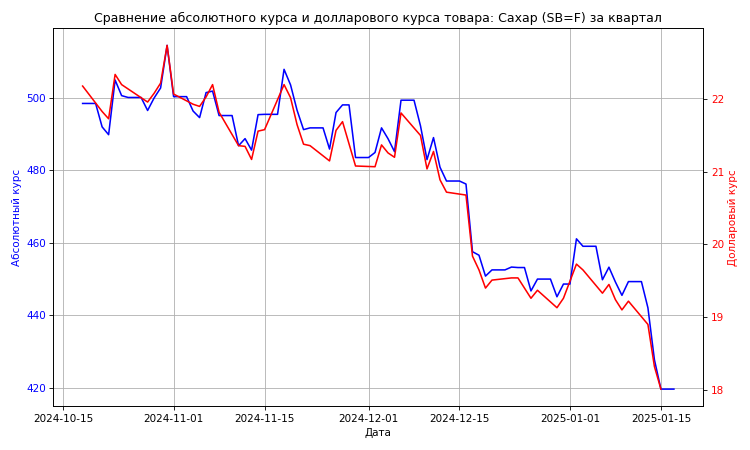 Сравнение абсолютного курса и долларового курса товара: Сахар (SB=F) за квартал
Абсолютный курс
500
480
460
440
420
22
21
20
19
18
Долларовый курс
2024-10-15 2024-11-01 2024-11-15 2024-12-01 2024-12-15 2025-01-01 2025-01-15
Дата